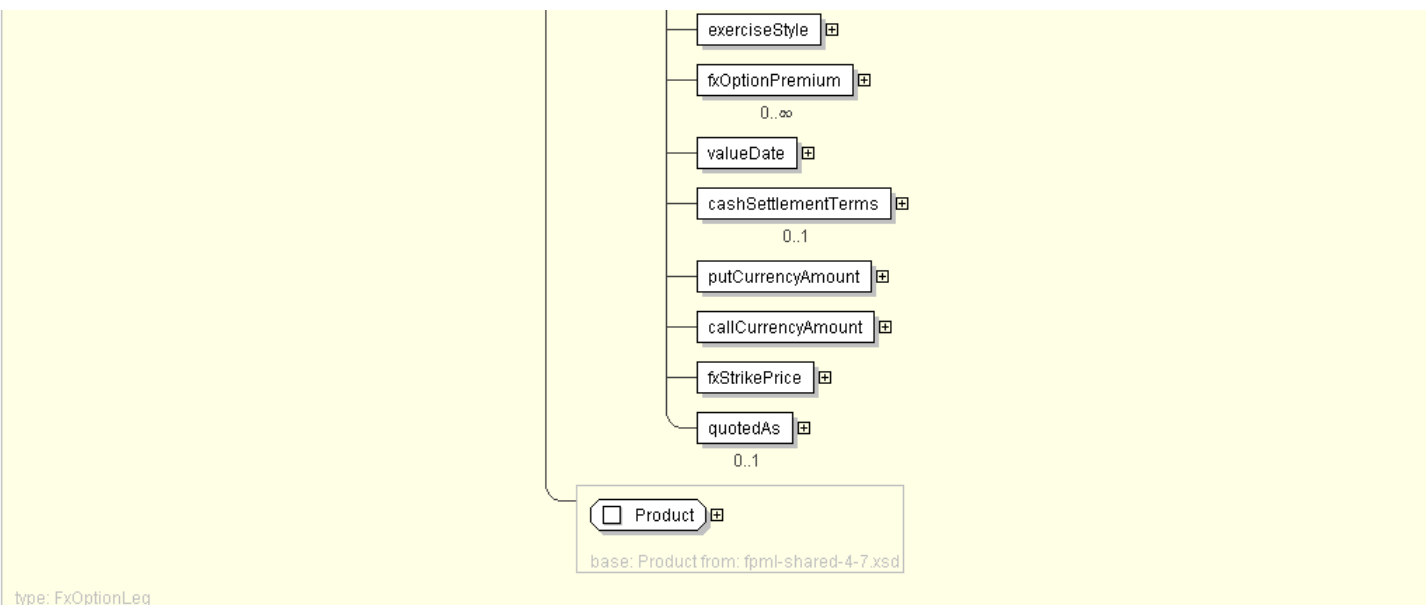 exerciseStyle
fxOptionPremium
0..∞
valueDate
cashSettlementTerms
0..1
putCurrencyAmount
callCurrencyAmount
fxStrikePrice
quotedAs
0..1
Product
base: Product from: fpml-shared-4-7.xsd
type: FxOptionLeg